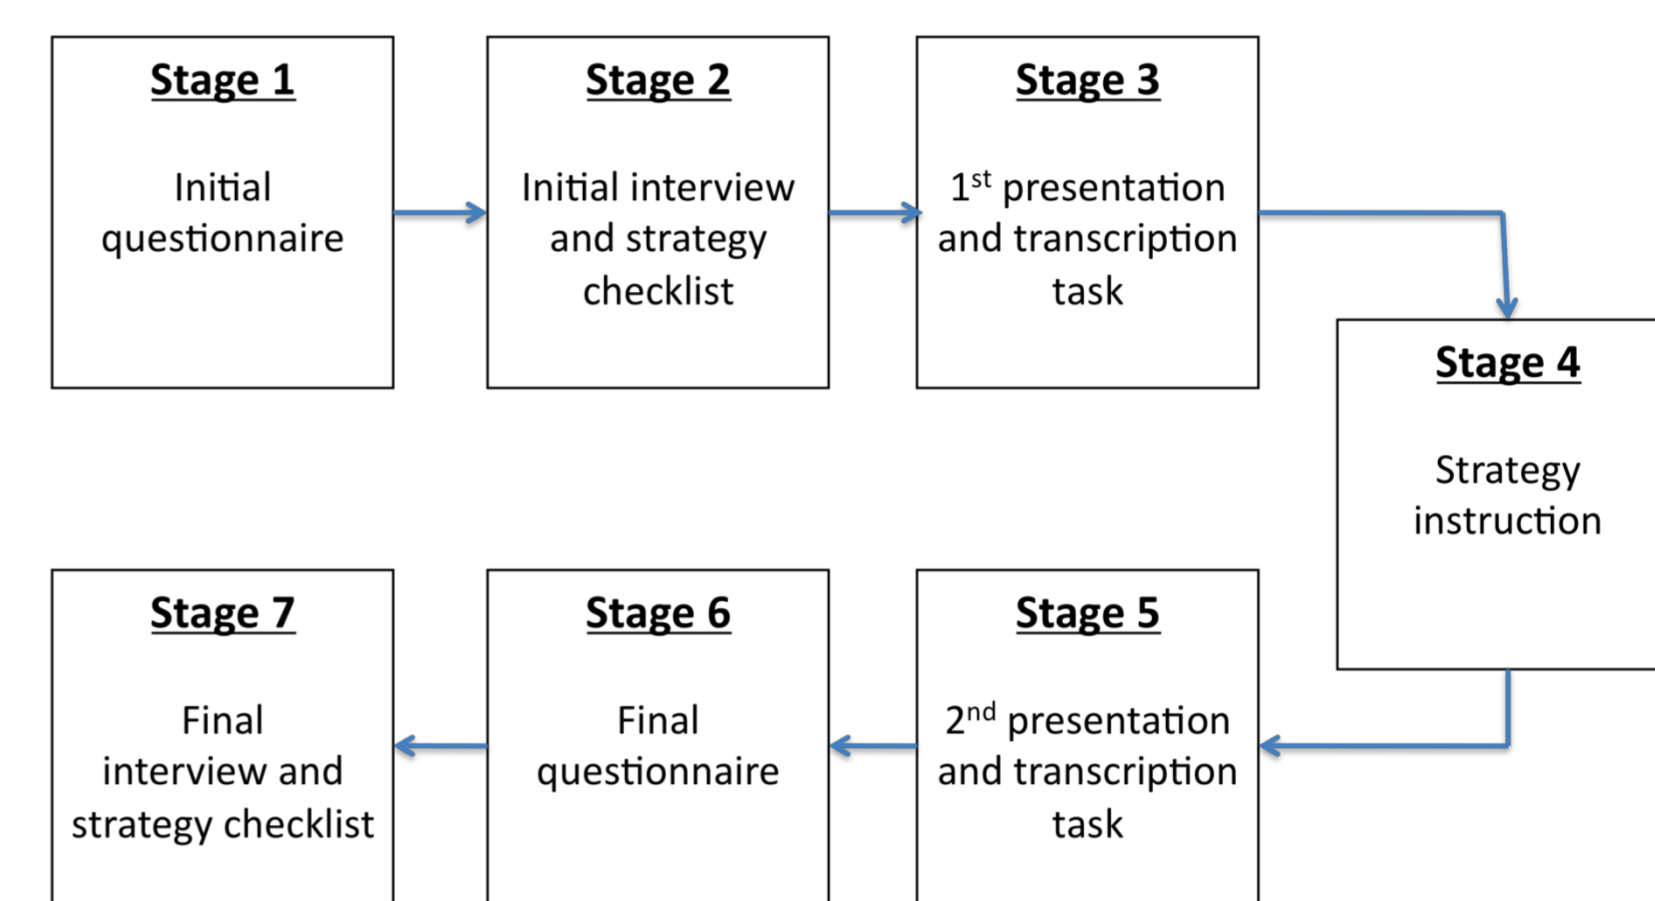 Stage 1
Initial
questionnaire
Stage 2
Initial interview
and strategy
checklist
Stage 3
1st presentation
and transcription
task
Stage 4
Strategy
instruction
Stage 5
2nd presentation
and transcription
task
Stage 6
Final
questionnaire
Stage 7
Final
interview and
strategy checklist